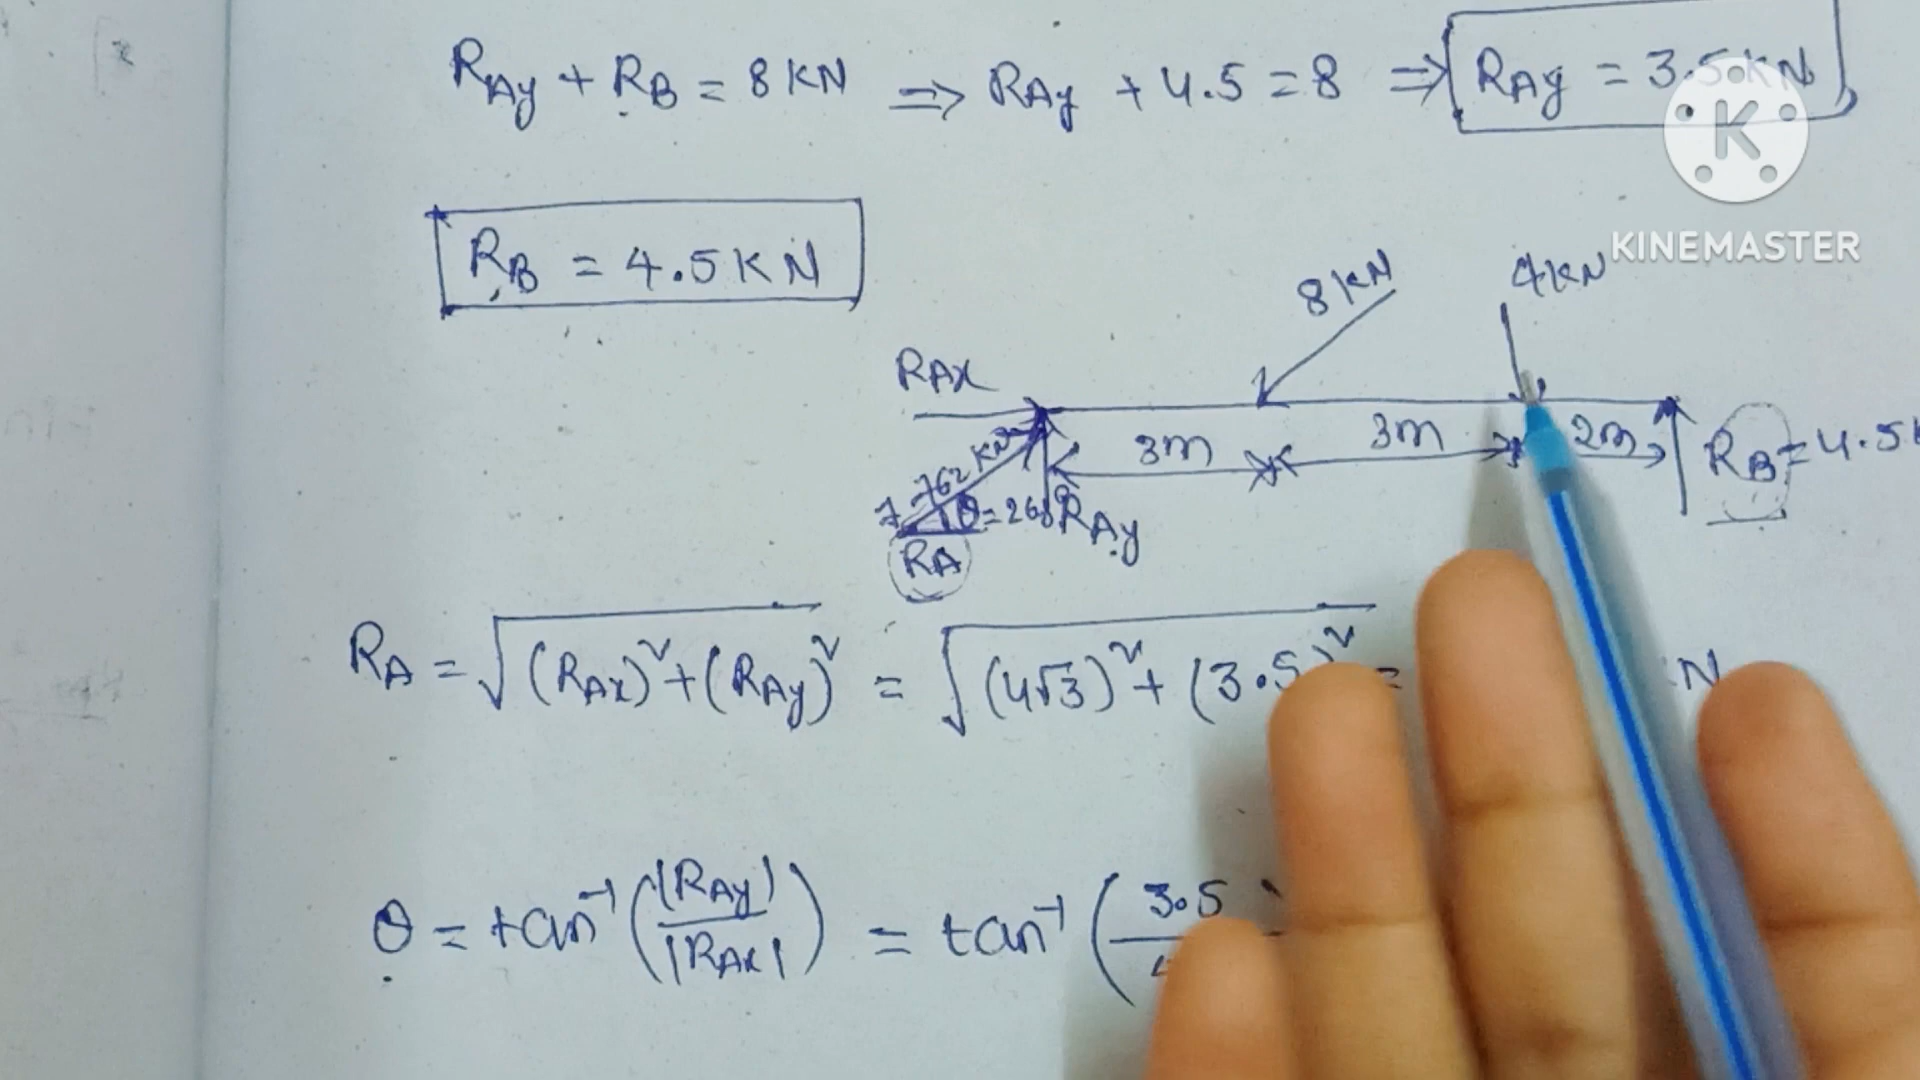 RAy + RB = 8 KN ⇒ RAy + 4.5 = 8 ⇒ RAy = 3.5 KN
K
KINEMASTER
RB = 4.5 KN
8 KN 4 KN
RAX
3m 3m 2m RB = 4.5
7.762 KN
θ = 26.8 RAy
RA
RA = √(RAx)² + (RAy)² = √(4√3)² + (3.5)² = KN
θ = tan⁻¹(|RAy| / |RAx|) = tan⁻¹(3.5 /